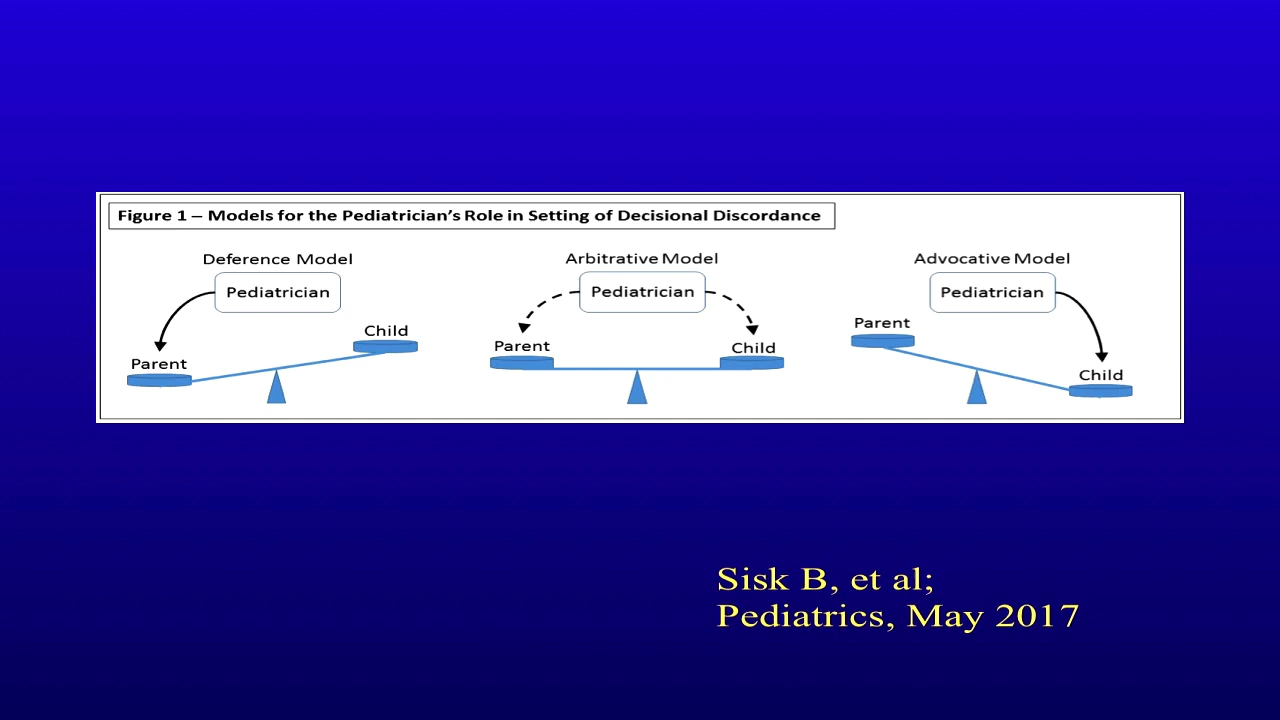 Figure 1 – Models for the Pediatrician's Role in Setting of Decisional Discordance
Deference Model
Pediatrician
Child
Parent
Arbitrative Model
Pediatrician
Parent
Child
Advocative Model
Pediatrician
Parent
Child
Sisk B, et al;
Pediatrics, May 2017